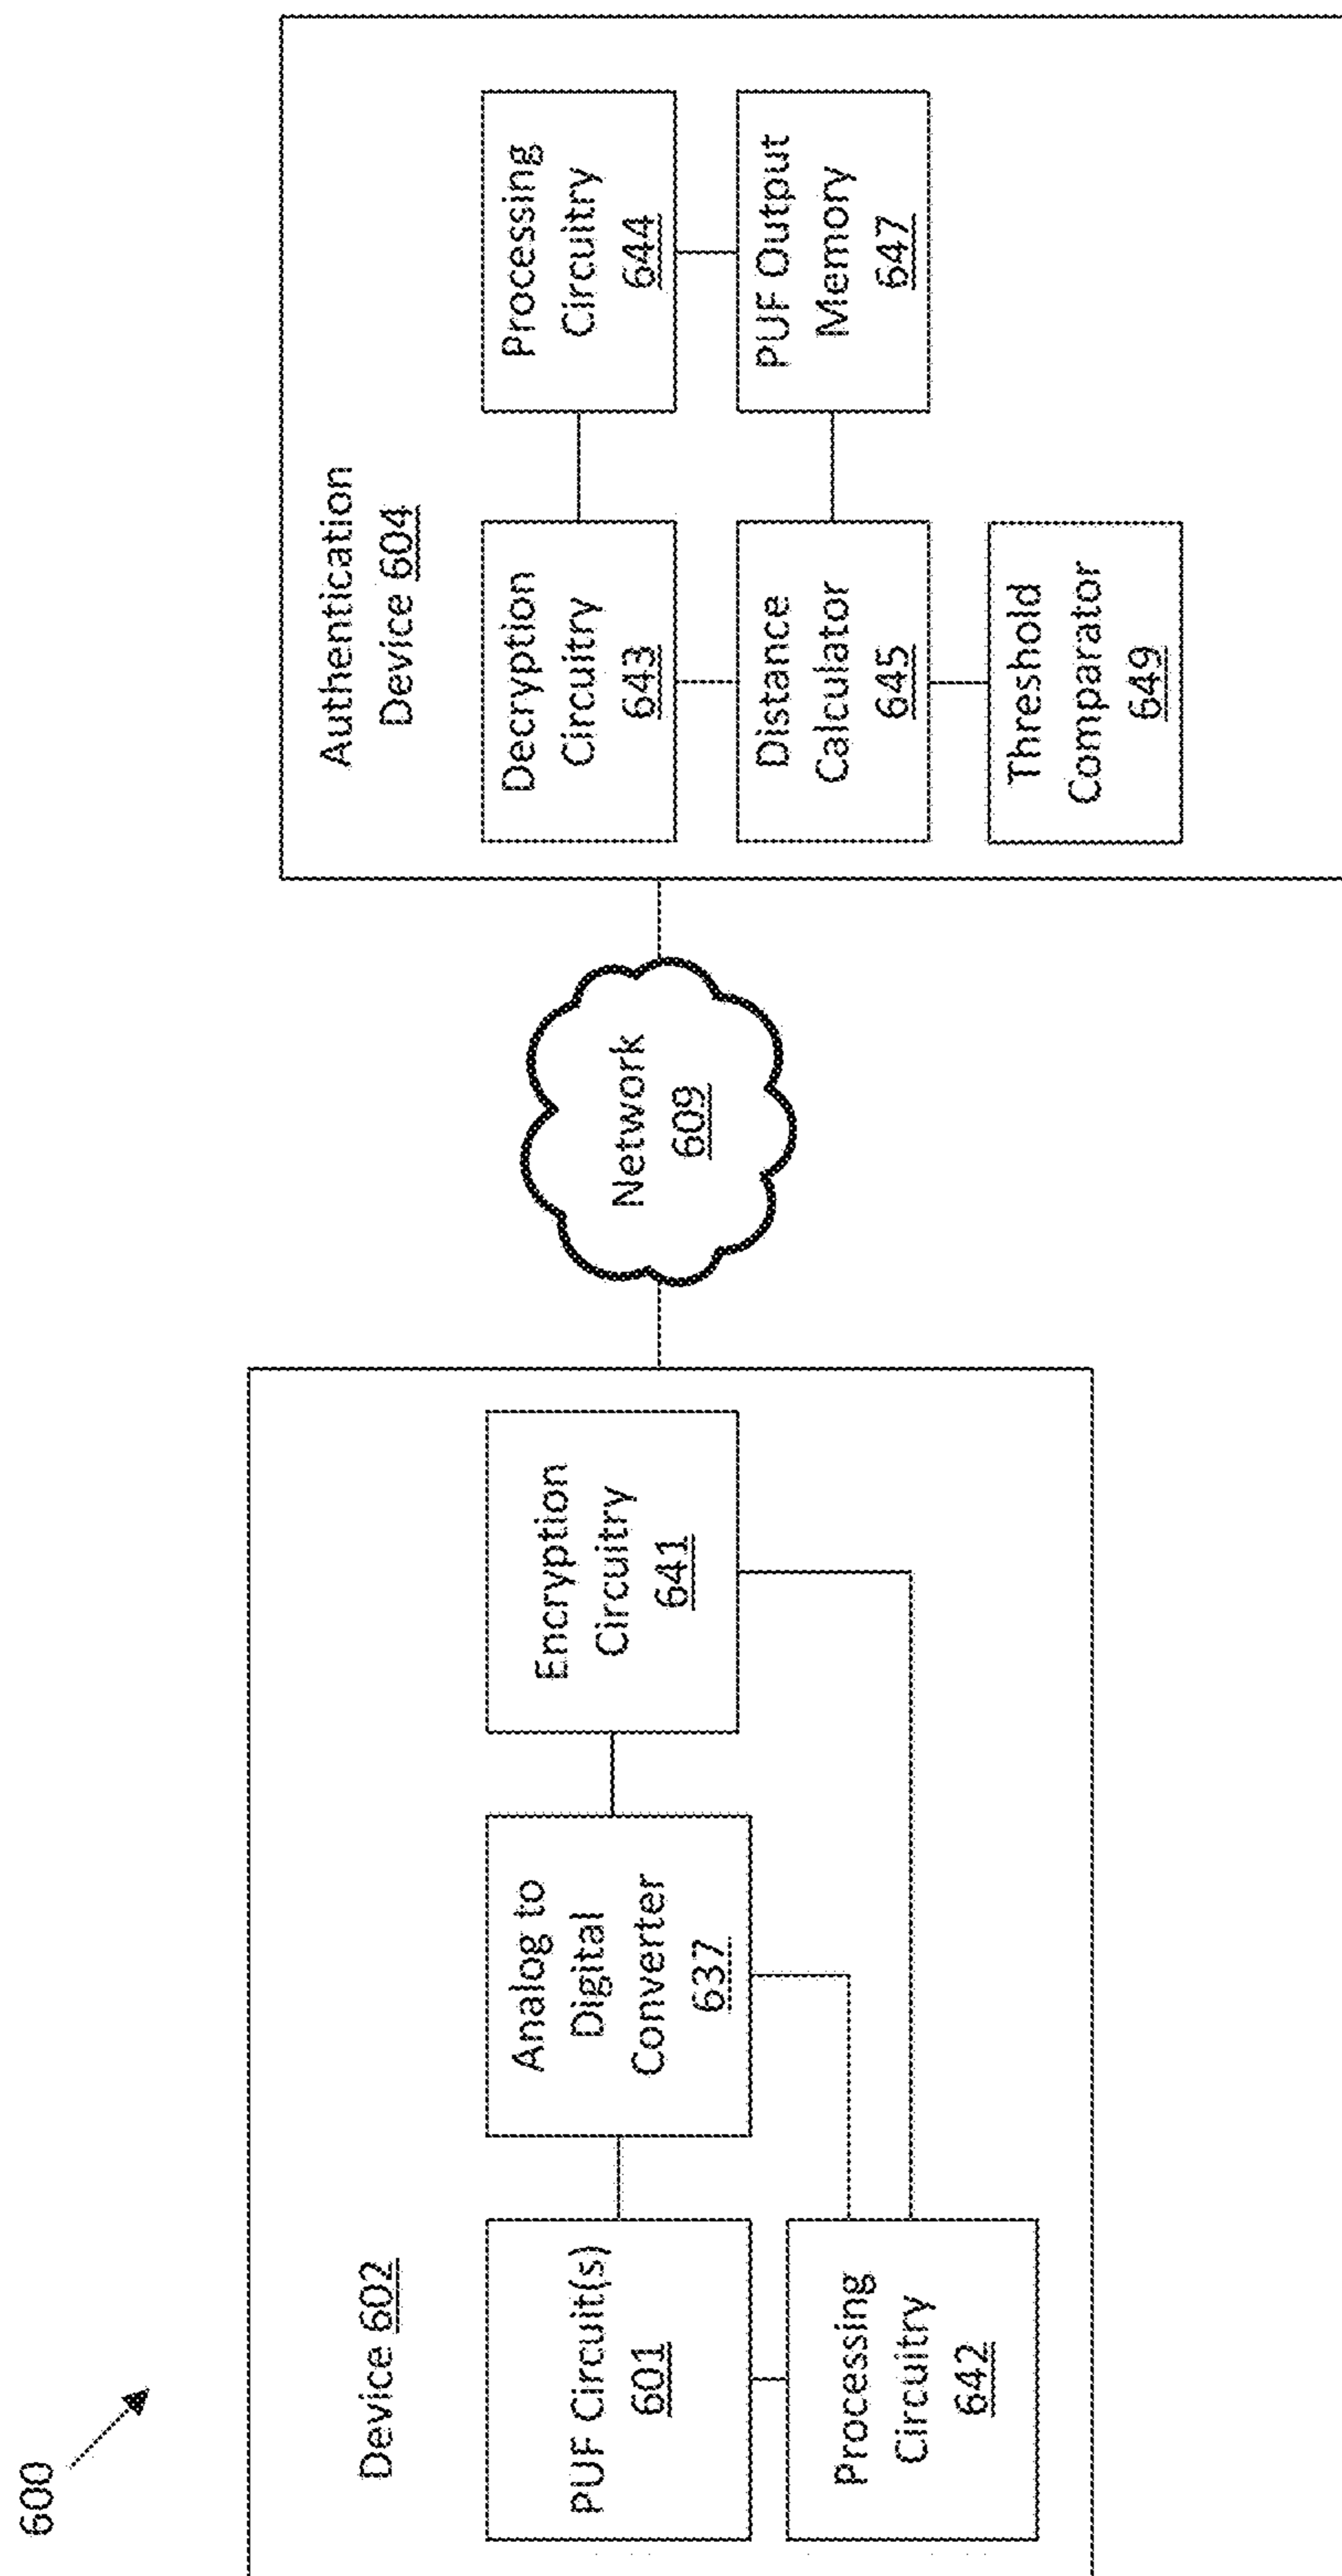 600
Device 602
PUF Circuit(s)
601
Analog to
Digital
Converter
637
Encryption
Circuitry
641
Processing
Circuitry
642
Network
609
Authentication
Device 604
Decryption
Circuitry
643
Processing
Circuitry
644
Distance
Calculator
645
PUF Output
Memory
647
Threshold
Comparator
649